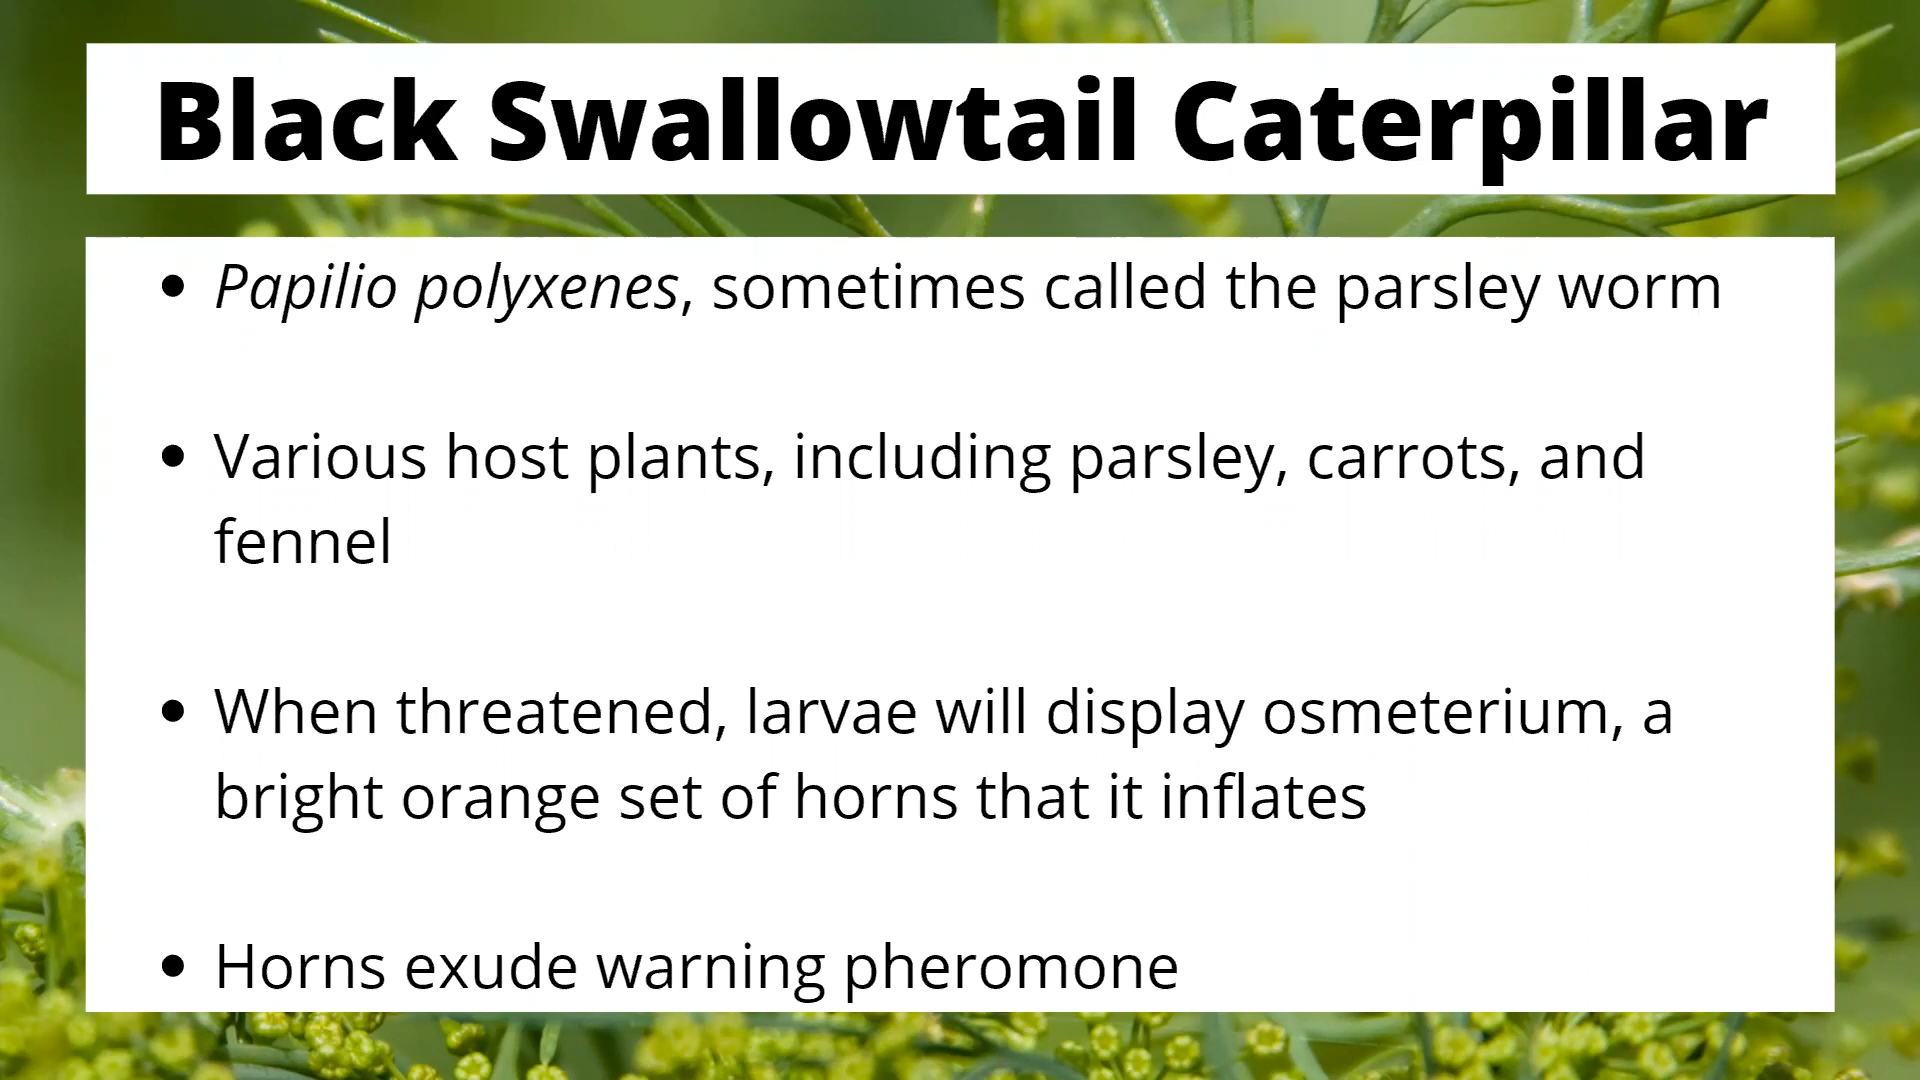 Black Swallowtail Caterpillar
• Papilio polyxenes, sometimes called the parsley worm
• Various host plants, including parsley, carrots, and
fennel
• When threatened, larvae will display osmeterium, a
bright orange set of horns that it inflates
• Horns exude warning pheromone